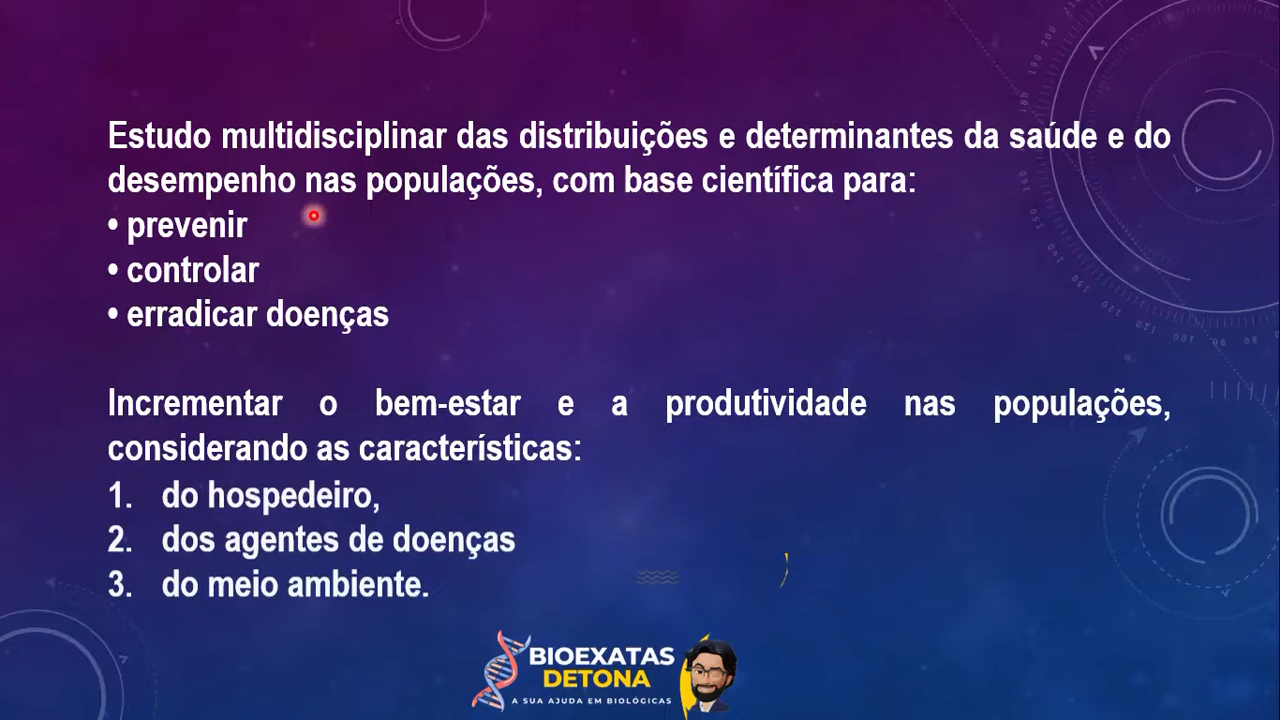 Estudo multidisciplinar das distribuições e determinantes da saúde e do
desempenho nas populações, com base científica para:
• prevenir
• controlar
• erradicar doenças
Incrementar o bem-estar e a produtividade nas populações,
considerando as características:
1. do hospedeiro,
2. dos agentes de doenças
3. do meio ambiente.
BIOEXATAS
DETONA
A SUA AJUDA EM BIOLÓGICAS